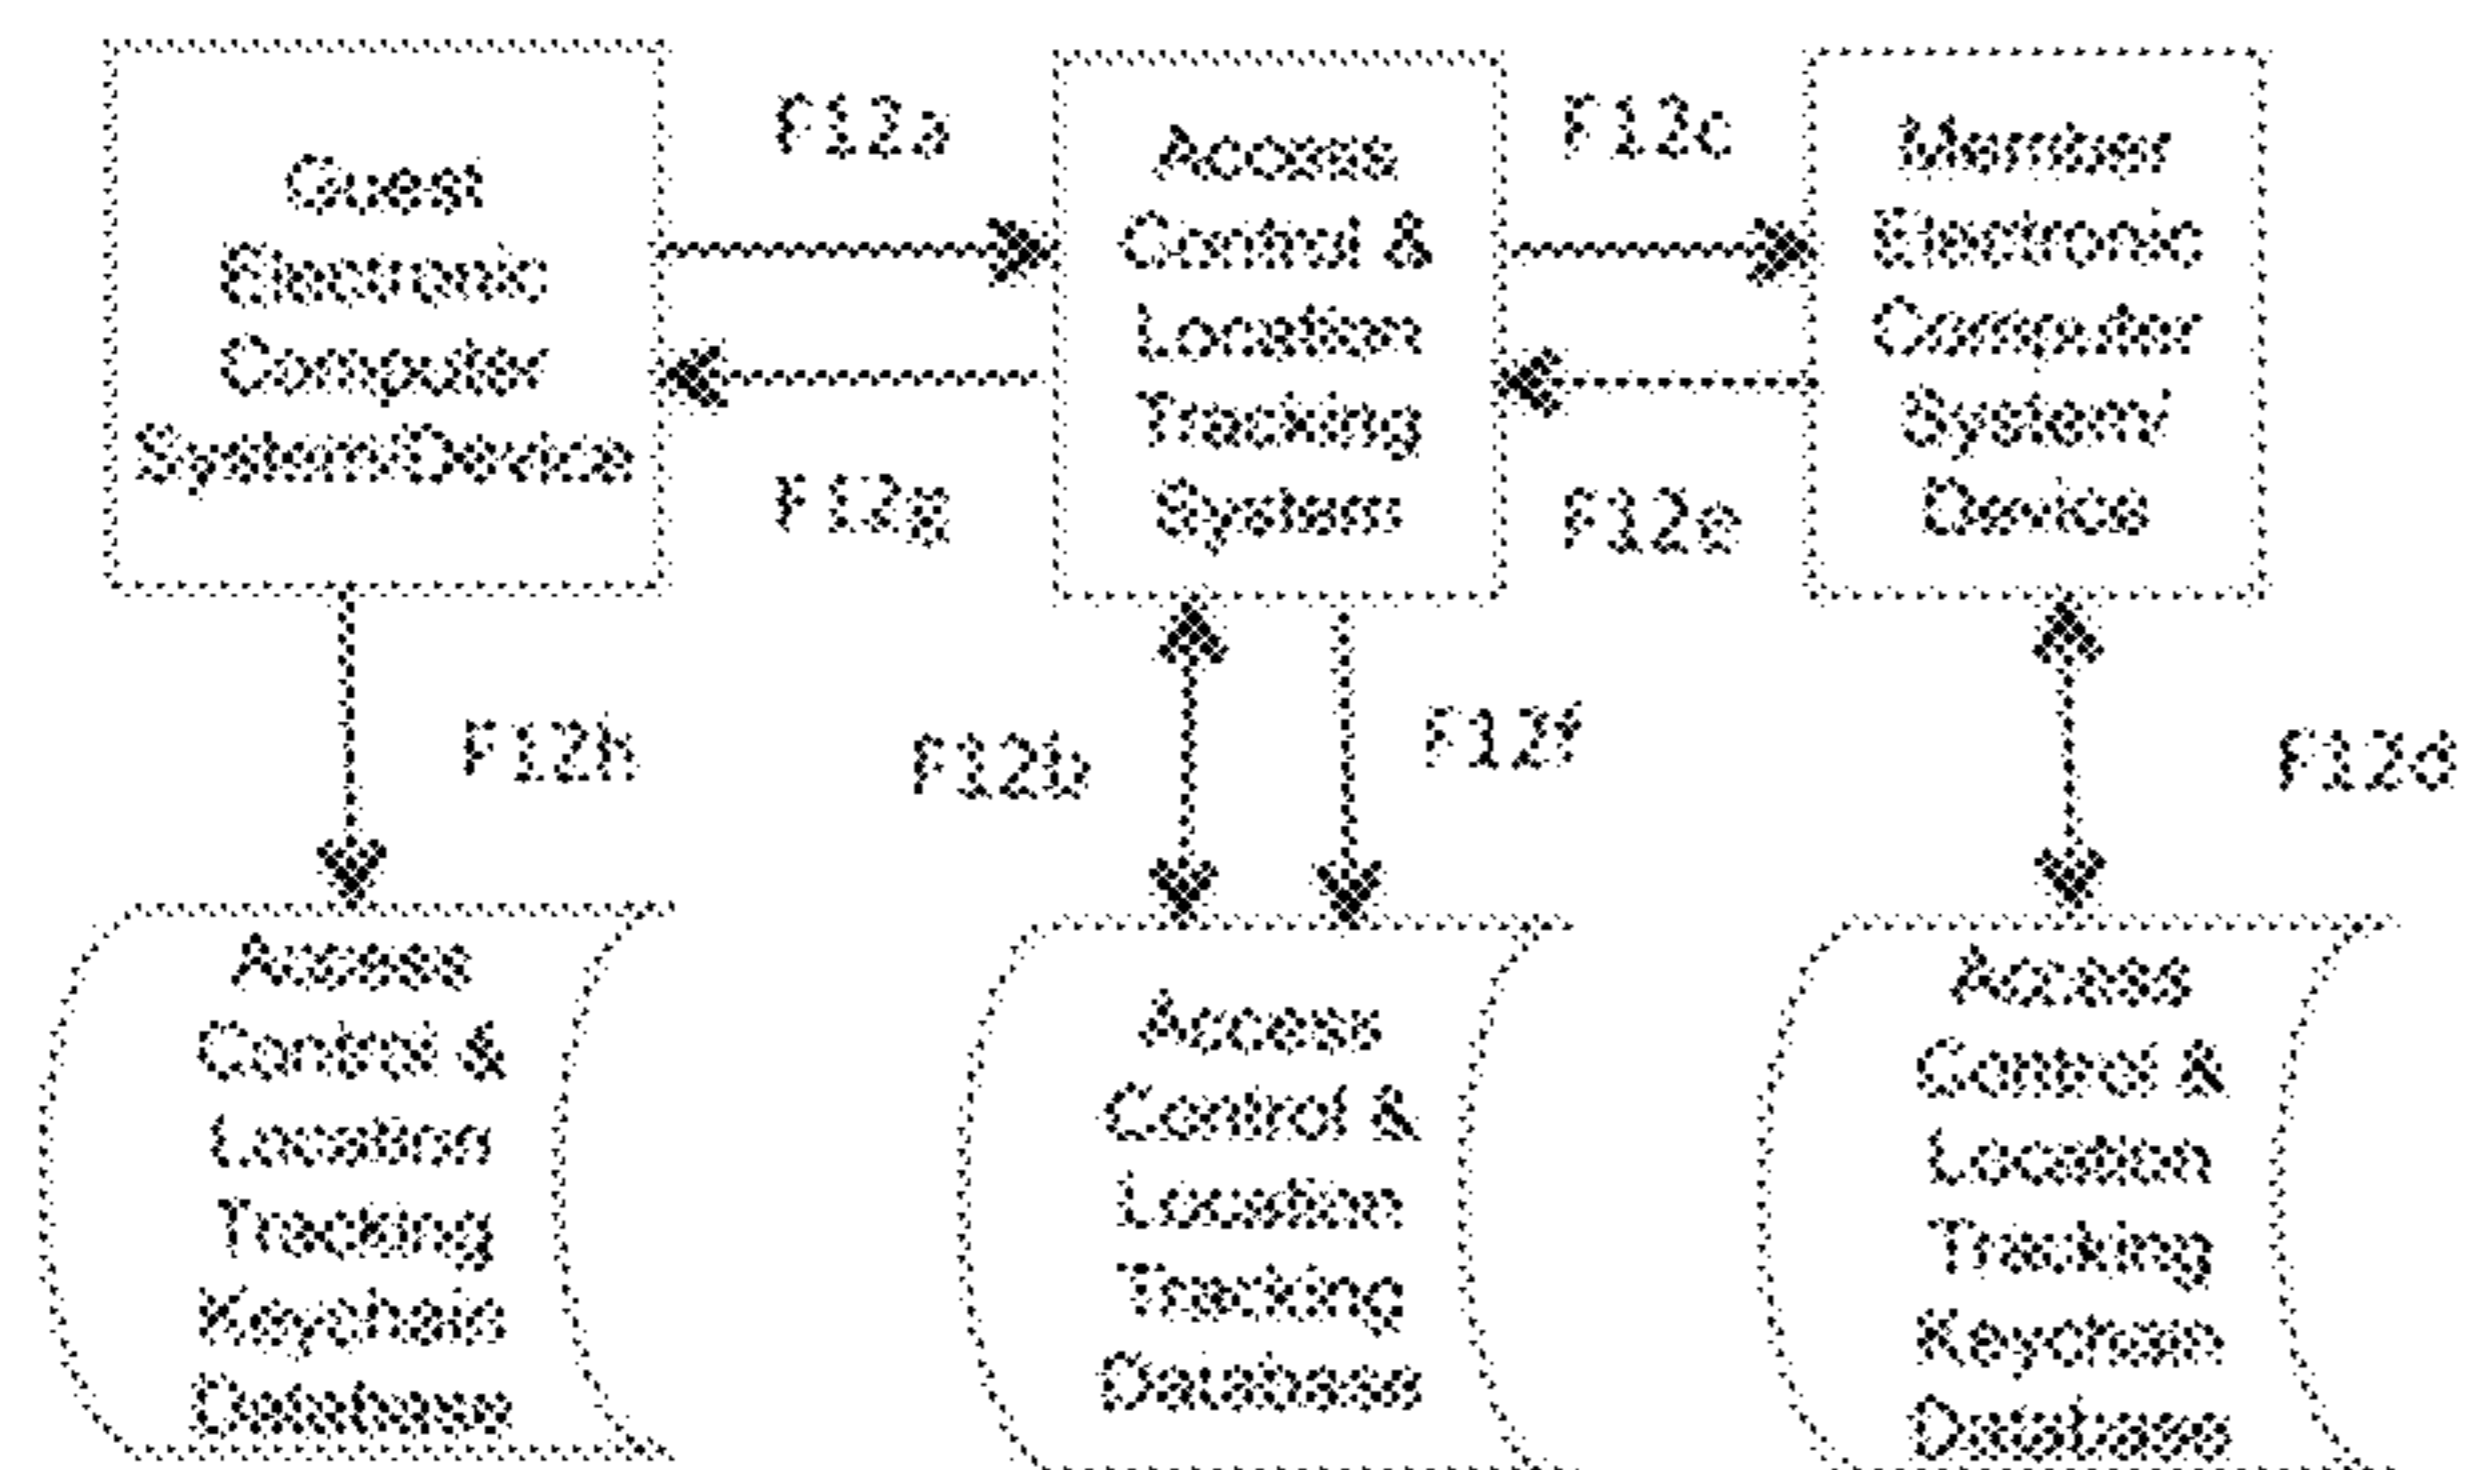 Guest
Electronic
Computer
System/Device
F12a
F12g
Access
Control &
Location
Tracking
System
F12c
F12e
Member
Electronic
Computer
System/
Device
F12h
F12b
F12f
F12d
Access
Control &
Location
Tracking
Keychain
Database
Access
Control &
Location
Tracking
Database
Access
Control &
Location
Tracking
Keychain
Database